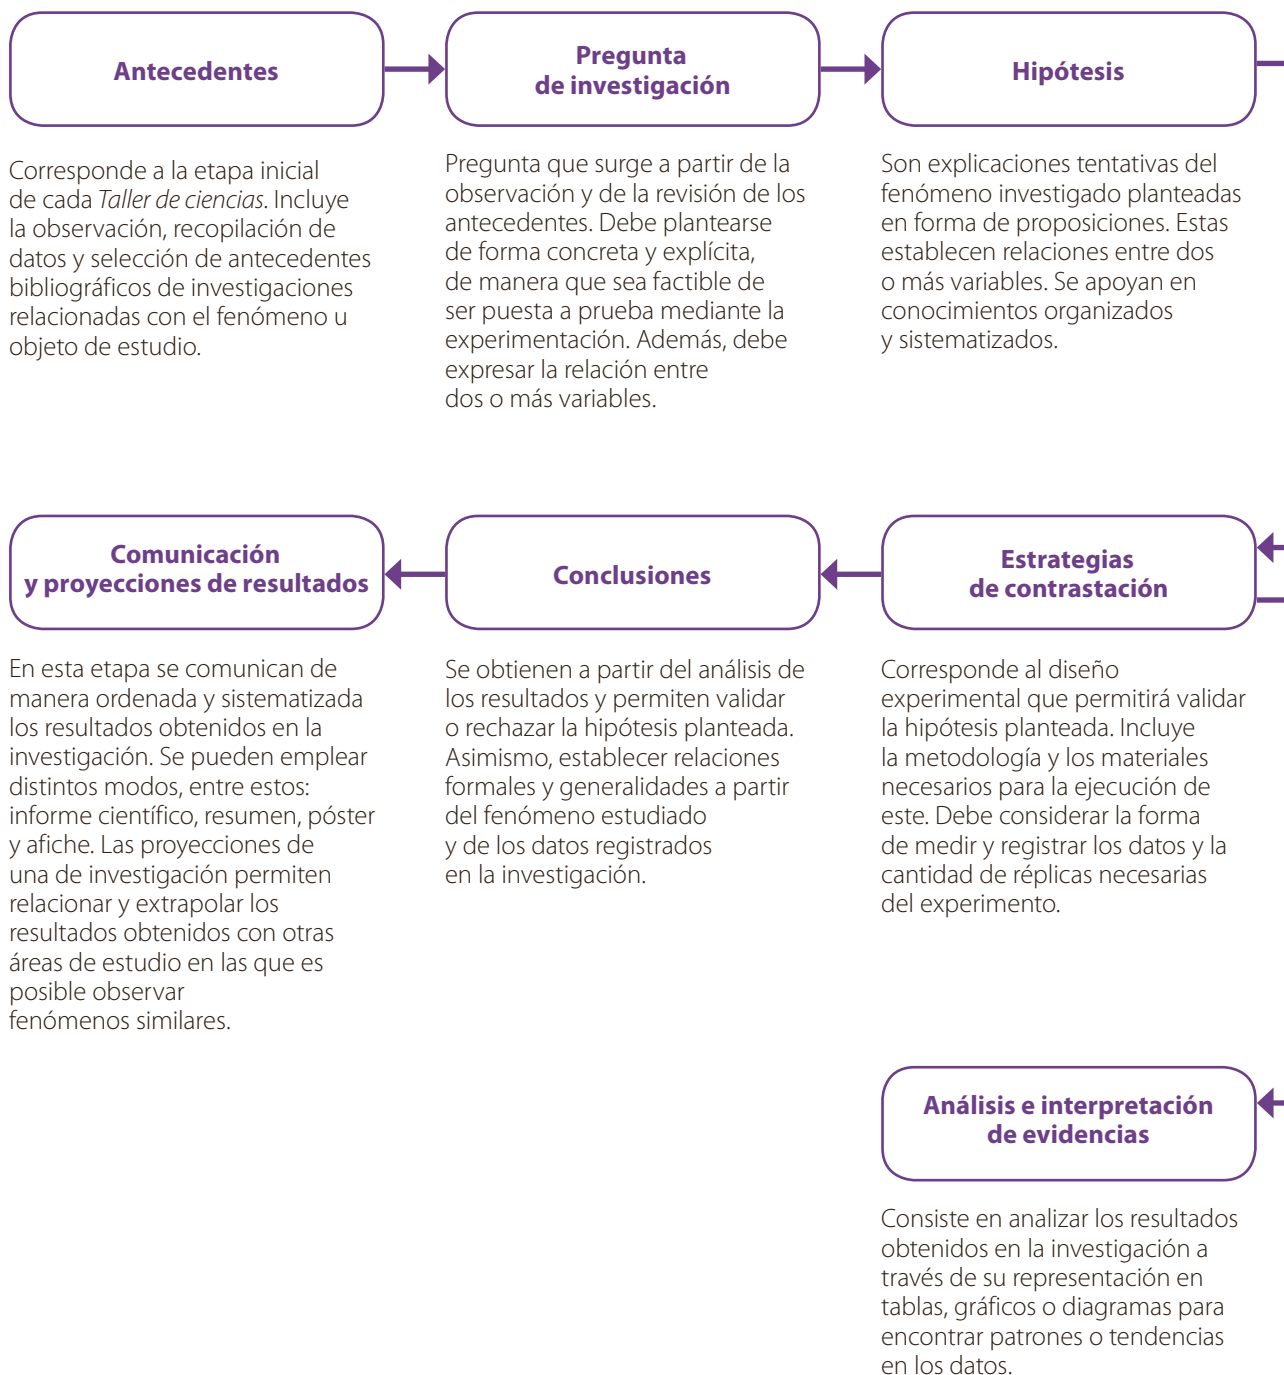 Antecedentes
Corresponde a la etapa inicial
de cada Taller de ciencias. Incluye
la observación, recopilación de
datos y selección de antecedentes
bibliográficos de investigaciones
relacionadas con el fenómeno u
objeto de estudio.
Pregunta
de investigación
Pregunta que surge a partir de la
observación y de la revisión de los
antecedentes. Debe plantearse
de forma concreta y explícita,
de manera que sea factible de
ser puesta a prueba mediante la
experimentación. Además, debe
expresar la relación entre
dos o más variables.
Hipótesis
Son explicaciones tentativas del
fenómeno investigado planteadas
en forma de proposiciones. Estas
establecen relaciones entre dos
o más variables. Se apoyan en
conocimientos organizados
y sistematizados.
Estrategias
de contrastación
Corresponde al diseño
experimental que permitirá validar
la hipótesis planteada. Incluye
la metodología y los materiales
necesarios para la ejecución de
este. Debe considerar la forma
de medir y registrar los datos y la
cantidad de réplicas necesarias
del experimento.
Análisis e interpretación
de evidencias
Consiste en analizar los resultados
obtenidos en la investigación a
través de su representación en
tablas, gráficos o diagramas para
encontrar patrones o tendencias
en los datos.
Conclusiones
Se obtienen a partir del análisis de
los resultados y permiten validar
o rechazar la hipótesis planteada.
Asimismo, establecer relaciones
formales y generalidades a partir
del fenómeno estudiado
y de los datos registrados
en la investigación.
Comunicación
y proyecciones de resultados
En esta etapa se comunican de
manera ordenada y sistematizada
los resultados obtenidos en la
investigación. Se pueden emplear
distintos modos, entre estos:
informe científico, resumen, póster
y afiche. Las proyecciones de
una de investigación permiten
relacionar y extrapolar los
resultados obtenidos con otras
áreas de estudio en las que es
posible observar
fenómenos similares.